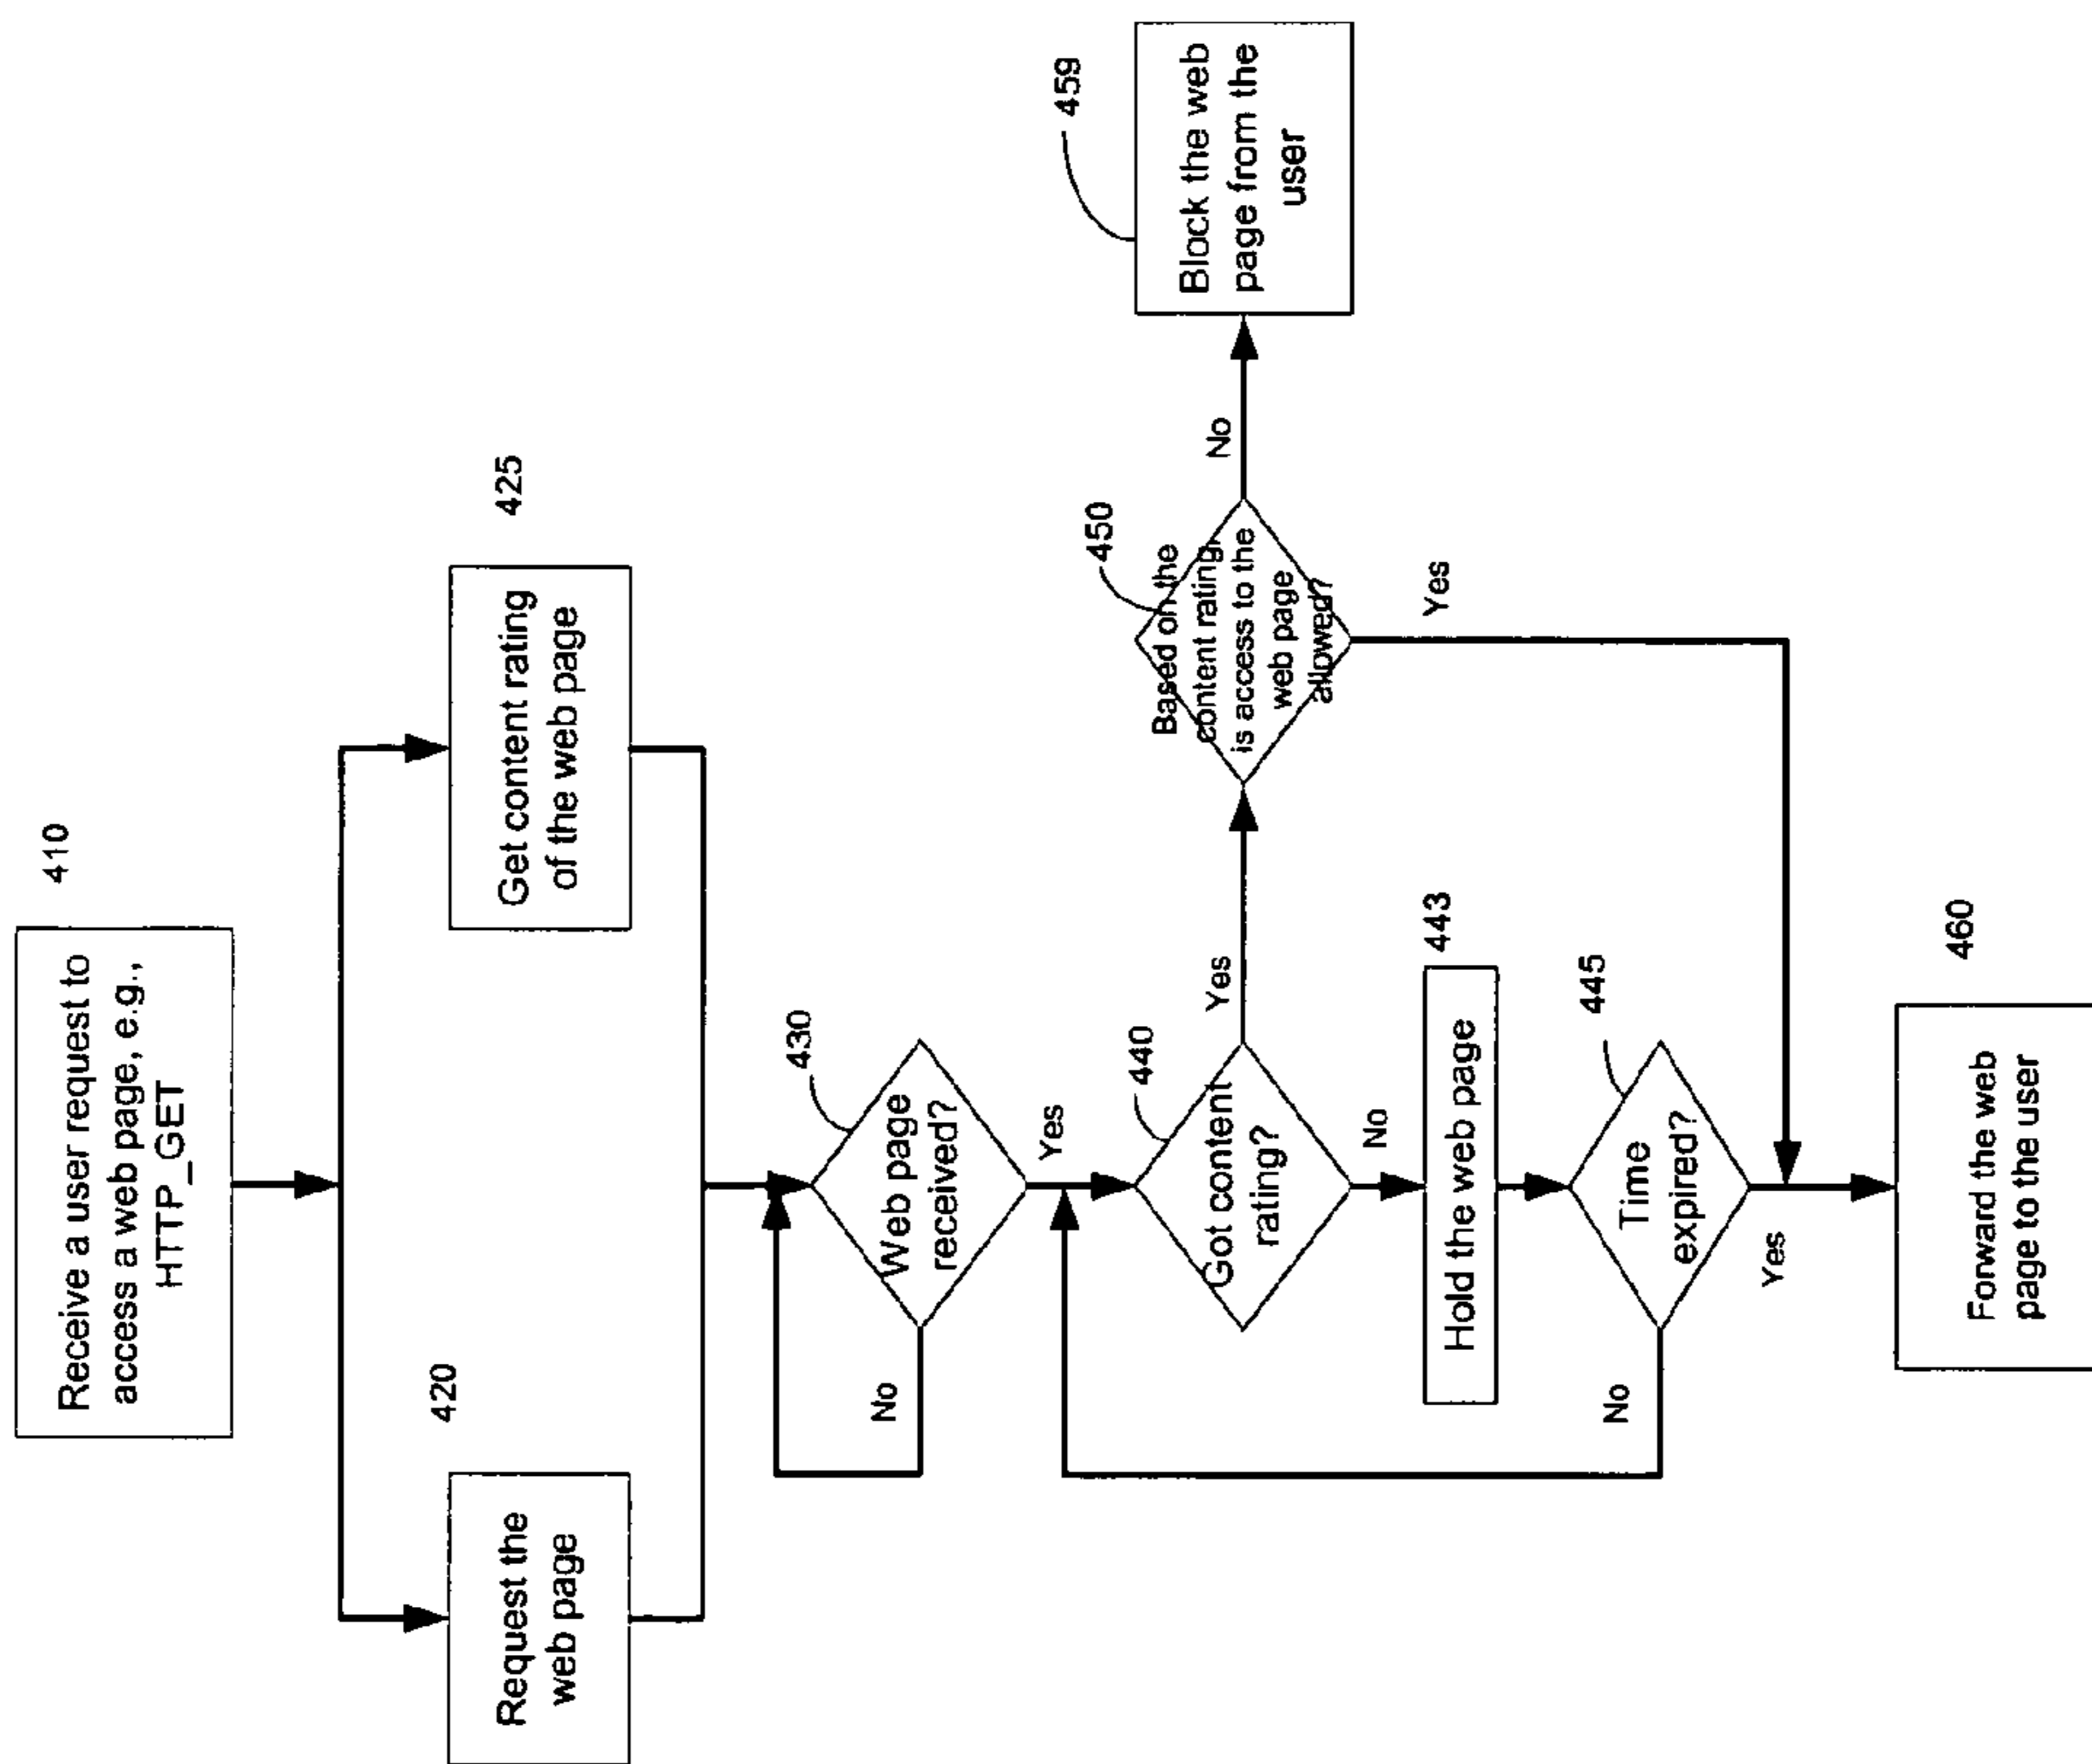 410
Receive a user request to
access a web page, e.g.,
HTTP_GET
420
Request the
web page
425
Get content rating
of the web page
430
Web page
received?
No
Yes
440
Got content
rating?
Yes
No
450
Based on the
content rating,
is access to the
web page
allowed?
No
Yes
459
Block the web
page from the
user
443
Hold the web page
445
Time
expired?
No
Yes
460
Forward the web
page to the user